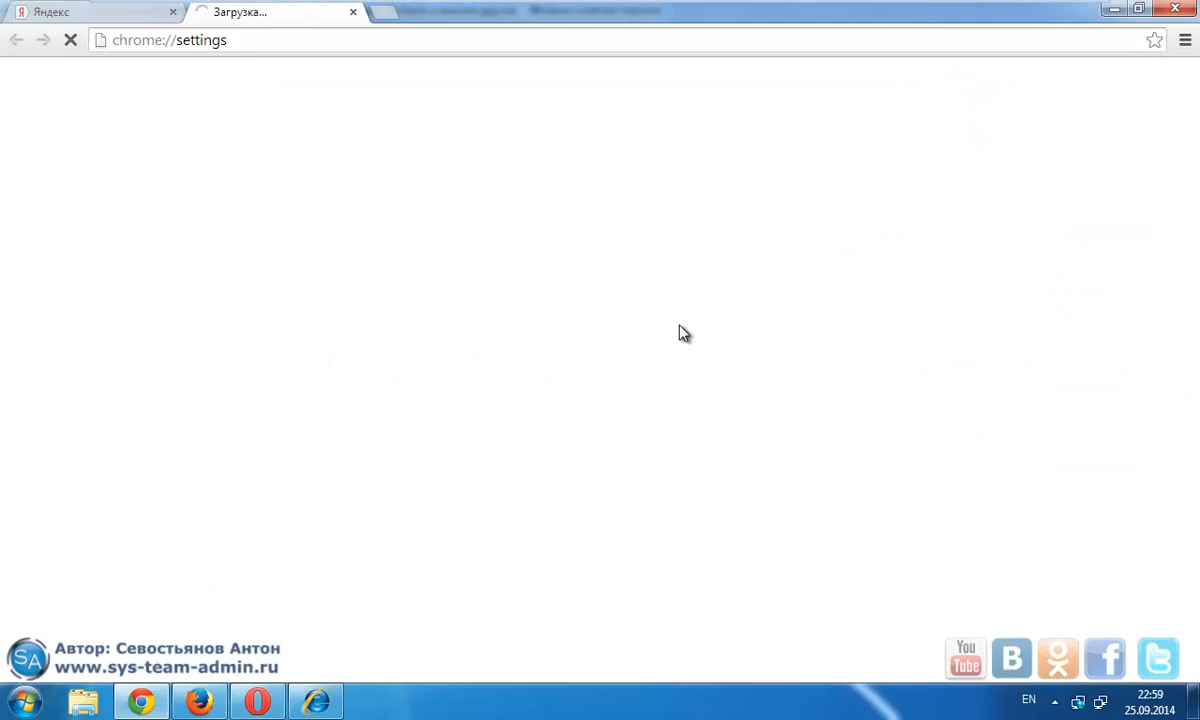 Яндекс
Загрузка...
chrome://settings
SA
Автор: Севостьянов Антон
www.sys-team-admin.ru
You
Tube
B
f
t
EN
22:59
25.09.2014